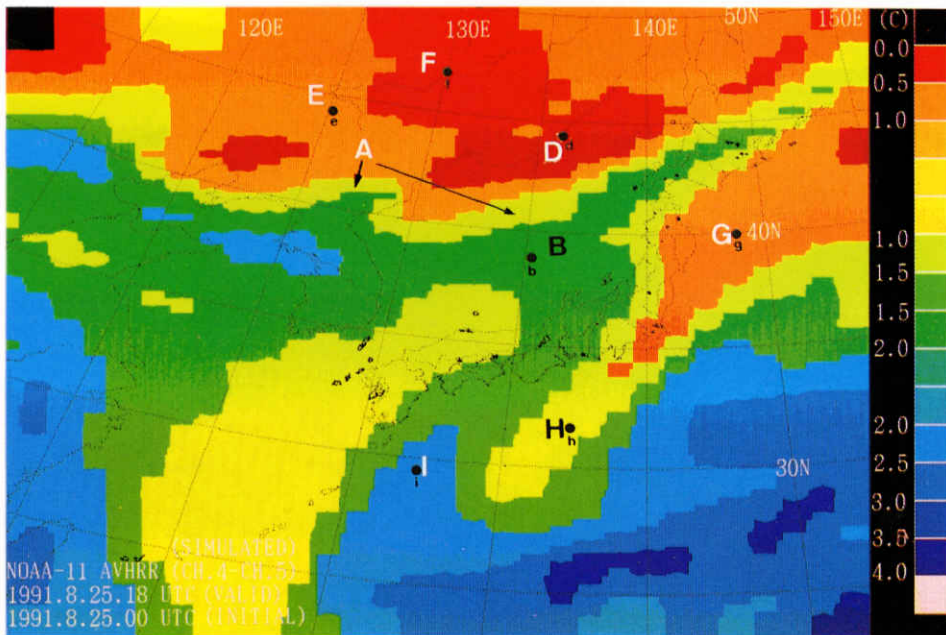 120E 130E 140E 50N 150E (C)
0.0
0.5
1.0
F
f
E
e
A
D
d
B
b
G 40N
g
1.0
1.5
1.5
2.0
2.0
2.5
3.0
4.0
H
h
I
i
30N
(SIMULATED)
NOAA-11 AVHRR (CH.4-CH.5)
1991.8.25.18 UTC (VALID)
1991.8.25.00 UTC (INITIAL)